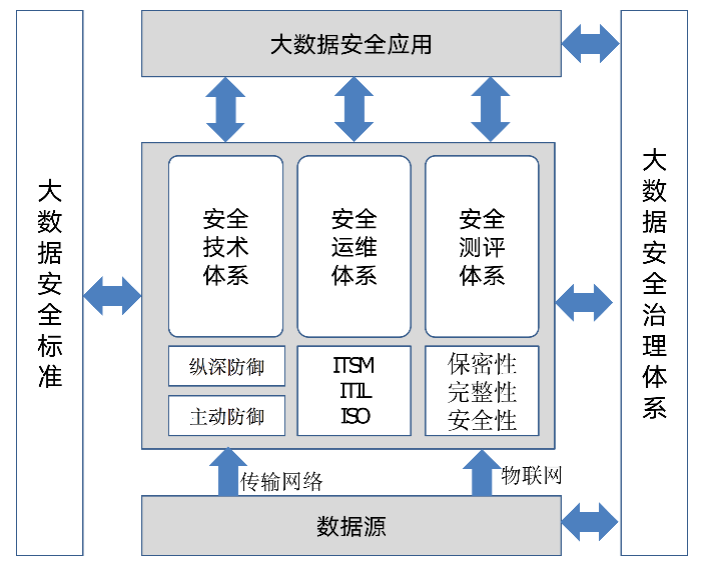 大数据安全应用
大
数
据
安
全
标
准
安全
技术
体系
安全
运维
体系
安全
测评
体系
纵深防御
主动防御
ITSM
ITIL
ISO
保密性
完整性
安全性
大
数
据
安
全
治
理
体
系
传输网络
物联网
数据源